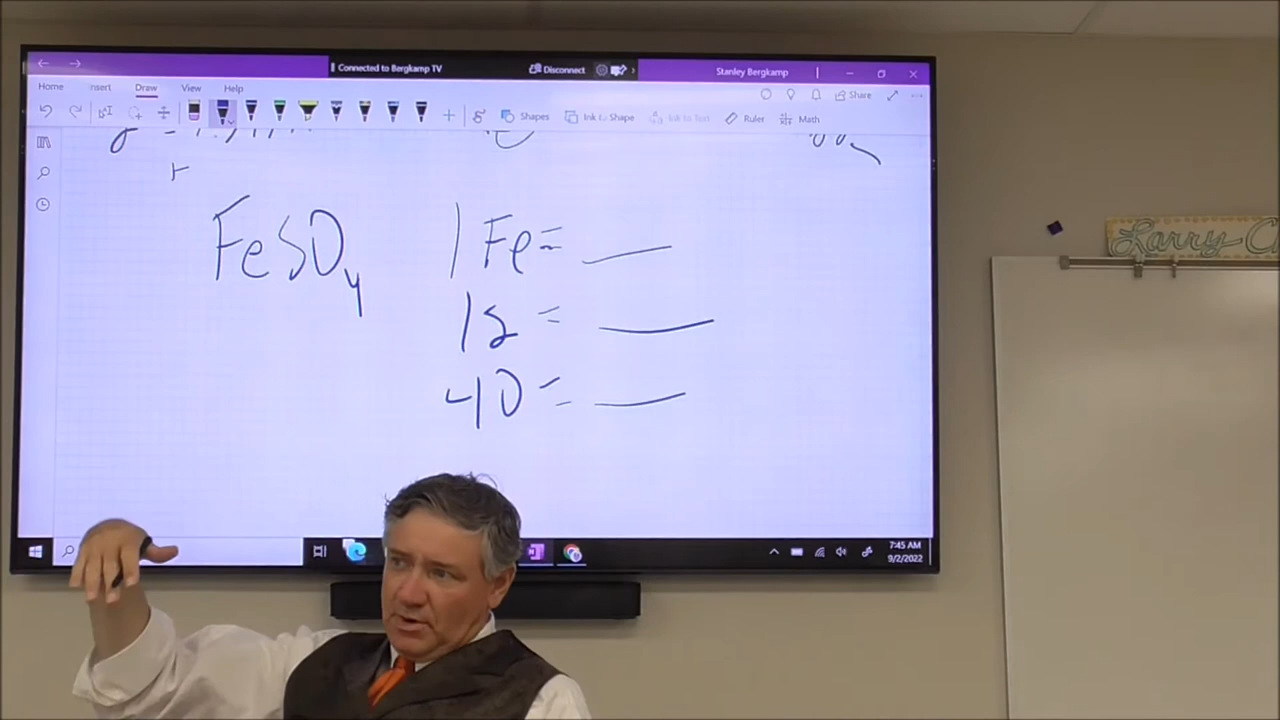 Connected to Bergkamp TV Disconnect Stanley Bergkamp
Home Insert Draw View Help Share
Shapes Ink to Shape Ink to Text Ruler Math
FeSO4 1 Fe =
1 S =
4 O =
7:45 AM
9/2/2022
Larry C